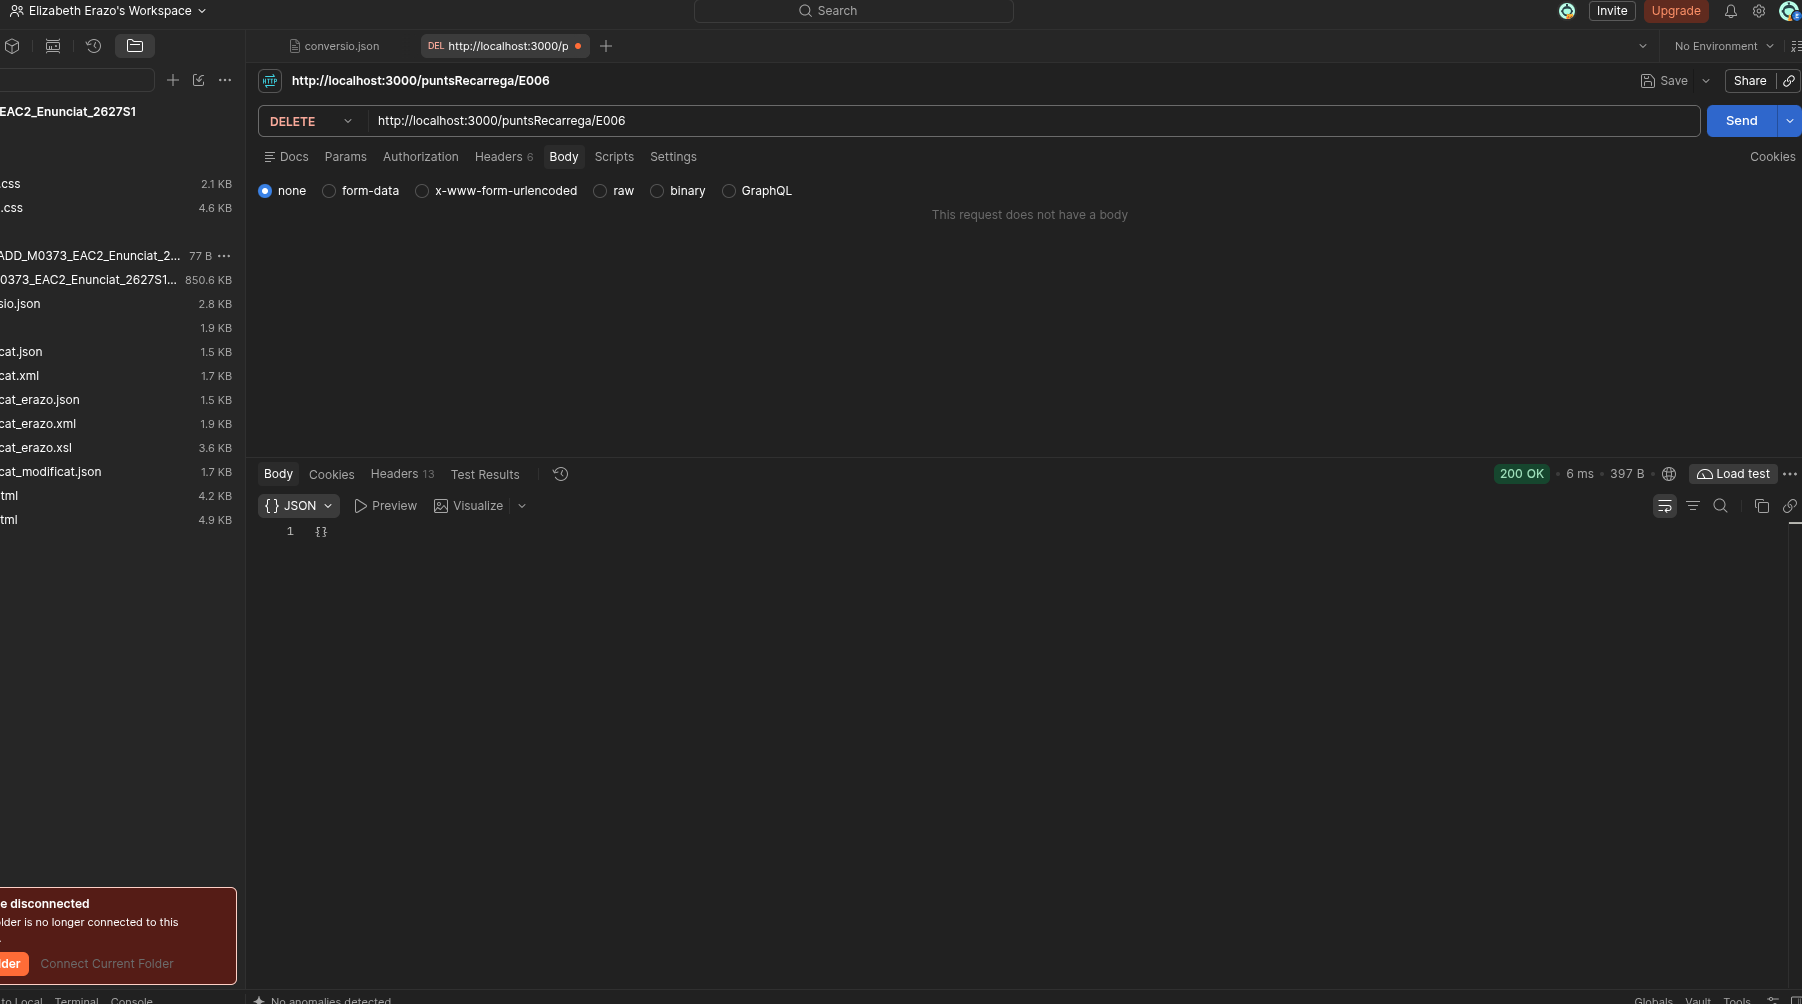 Elizabeth Erazo's Workspace
Search
Invite
Upgrade
conversio.json
DEL http://localhost:3000/p
No Environment
HTTP
http://localhost:3000/puntsRecarrega/E006
Save
Share
EAC2_Enunciat_2627S1
DELETE
http://localhost:3000/puntsRecarrega/E006
Send
Docs
Params
Authorization
Headers 6
Body
Scripts
Settings
Cookies
none
form-data
x-www-form-urlencoded
raw
binary
GraphQL
This request does not have a body
.css 2.1 KB
.css 4.6 KB
ADD_M0373_EAC2_Enunciat_2... 77 B
0373_EAC2_Enunciat_2627S1... 850.6 KB
sio.json 2.8 KB
1.9 KB
cat.json 1.5 KB
cat.xml 1.7 KB
cat_erazo.json 1.5 KB
cat_erazo.xml 1.9 KB
cat_erazo.xsl 3.6 KB
cat_modificat.json 1.7 KB
tml 4.2 KB
tml 4.9 KB
Body
Cookies
Headers 13
Test Results
200 OK • 6 ms • 397 B
Load test
{} JSON
Preview
Visualize
1 {}
e disconnected
lder is no longer connected to this
.
lder
Connect Current Folder
to Local
Terminal
Console
No anomalies detected
Globals
Vault
Tools